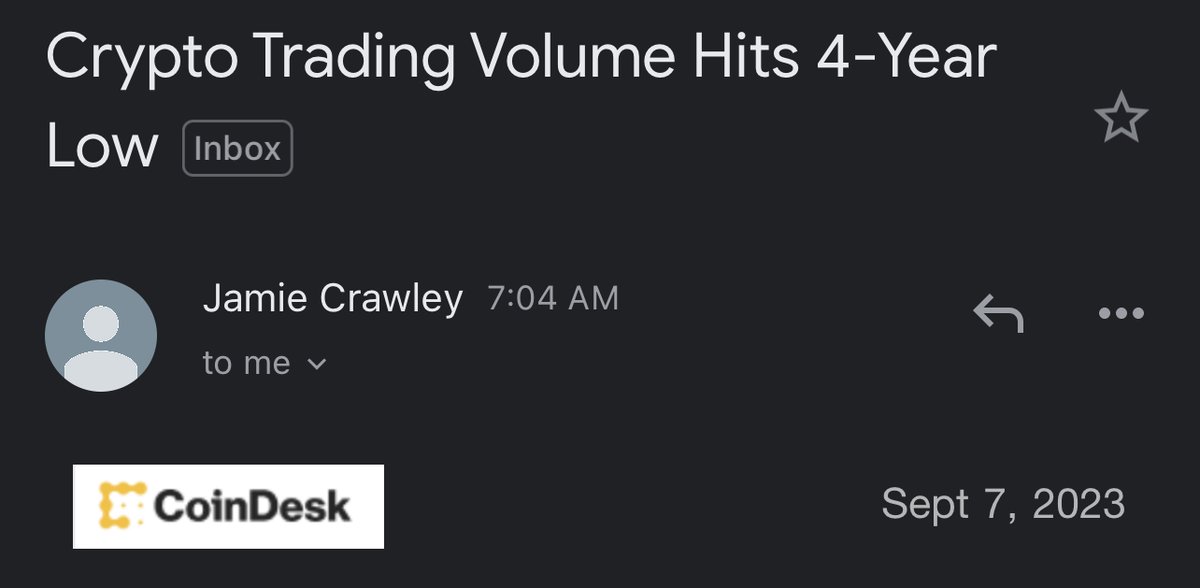 Crypto Trading Volume Hits 4-Year
Low Inbox
Jamie Crawley 7:04 AM
to me
CoinDesk Sept 7, 2023